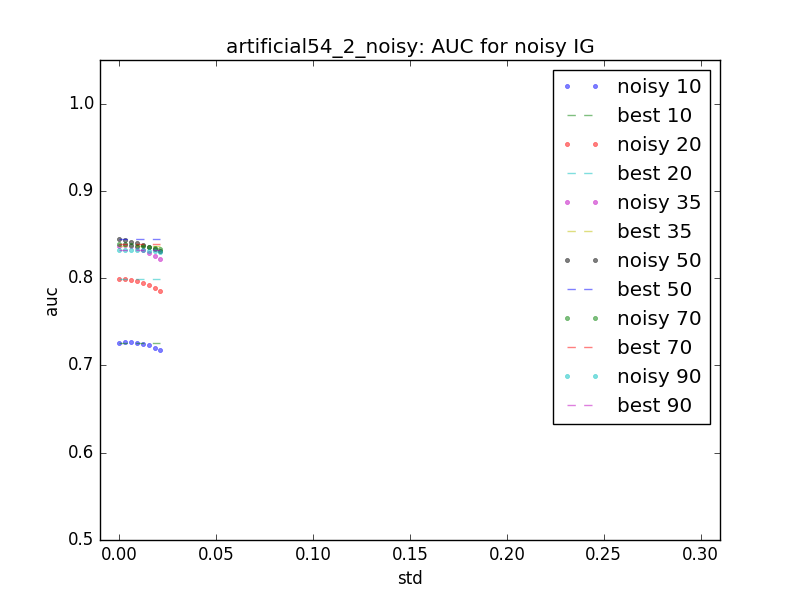 artificial54_2_noisy: AUC for noisy IG
noisy 10
best 10
noisy 20
best 20
noisy 35
best 35
noisy 50
best 50
noisy 70
best 70
noisy 90
best 90
1.0
0.9
0.8
0.7
0.6
0.5
auc
0.00 0.05 0.10 0.15 0.20 0.25 0.30
std